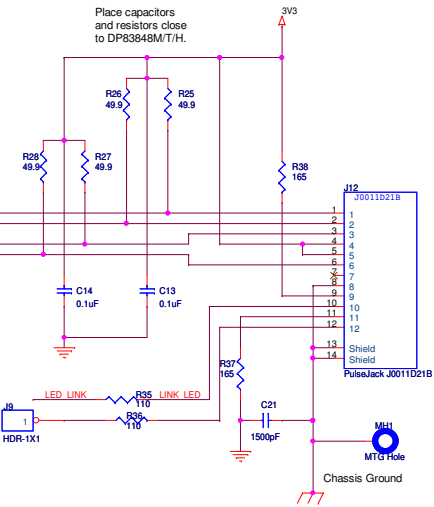 Place capacitors
and resistors close
to DP83848M/T/H.
3V3
R26
49.9
R25
49.9
R28
49.9
R27
49.9
R38
165
J12
J0011D21B
1 1
2 2
3 3
4 4
5 5
6 6
7 7
8 8
9 9
10 10
11 11
12 12
13 Shield
14 Shield
PulseJack J0011D21B
C14
0.1uF
C13
0.1uF
R37
165
LED_LINK
R35
110
LINK_LED
J9
1
HDR-1X1
R36
110
C21
1500pF
MH1
MTG Hole
Chassis Ground